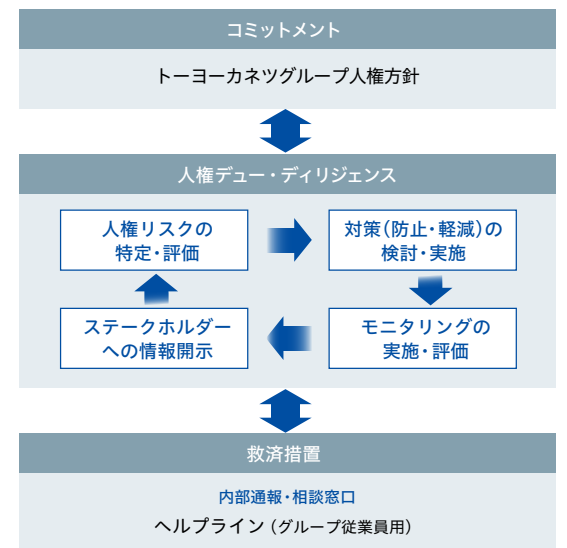 コミットメント
トーヨーカネツグループ人権方針
人権デュー・ディリジェンス
人権リスクの
特定・評価
対策(防止・軽減)の
検討・実施
モニタリングの
実施・評価
ステークホルダー
への情報開示
救済措置
内部通報・相談窓口
ヘルプライン(グループ従業員用)